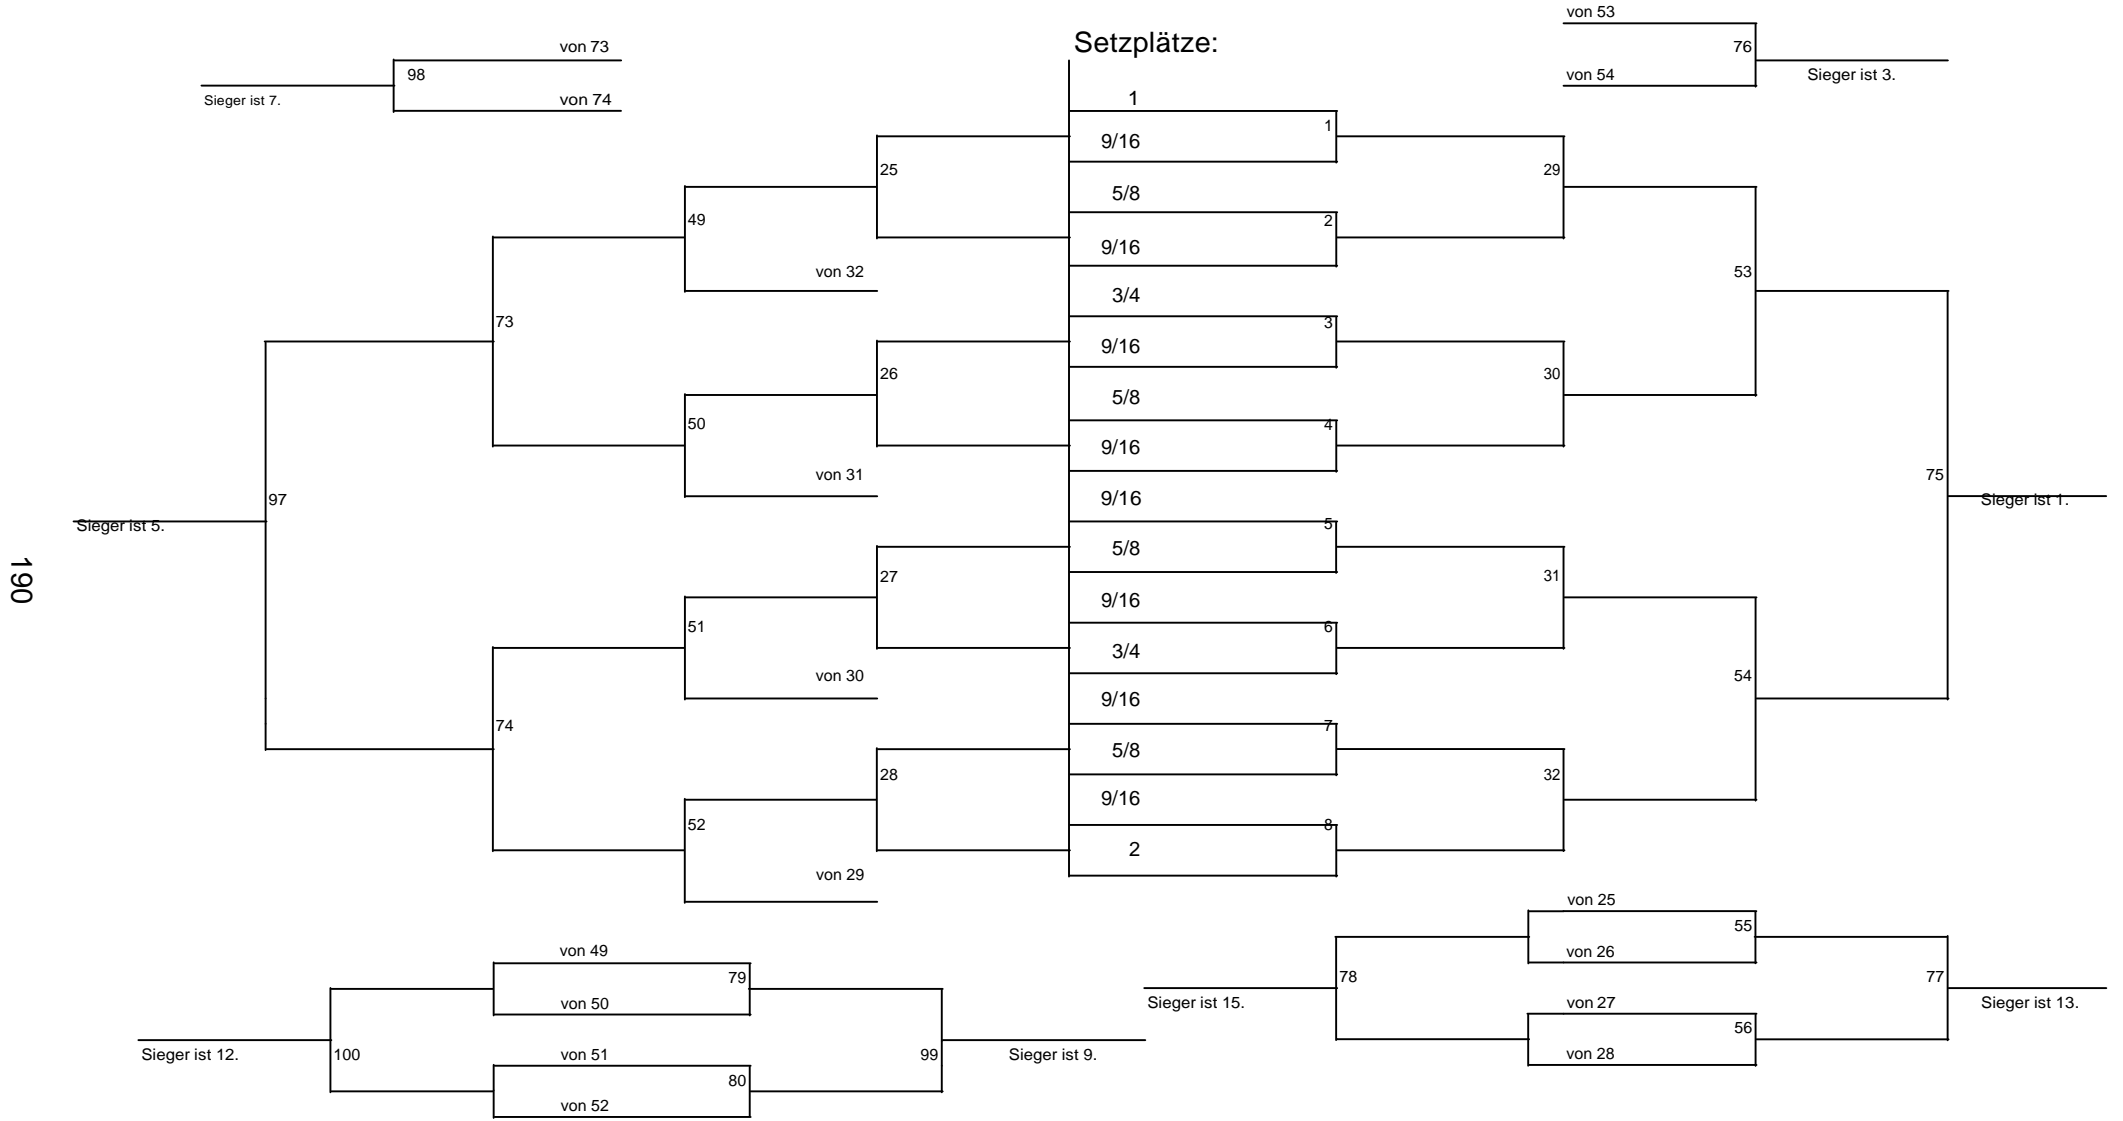 von 53
Setzplätze:
von 73
76
98
Sieger ist 3.
von 54
Sieger ist 7.
von 74
1
1
9/16
25
29
5/8
49
2
9/16
von 32
53
3/4
73
3
9/16
26
30
5/8
50
4
9/16
von 31
75
97
9/16
Sieger ist 1.
Sieger ist 5.
5
5/8
190
27
31
9/16
51
6
3/4
von 30
54
9/16
74
7
5/8
28
32
9/16
52
8
2
von 29
von 25
55
von 49
von 26
79
78
77
von 50
von 27
Sieger ist 15.
Sieger ist 13.
56
Sieger ist 12.
100
von 51
99
Sieger ist 9.
von 28
80
von 52